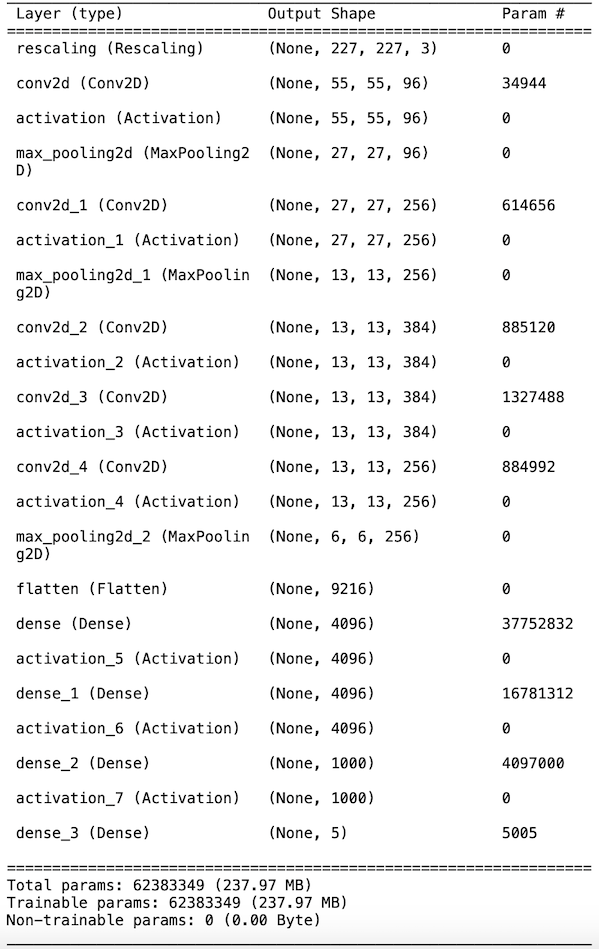 Layer (type) Output Shape Param #
=================================================================
rescaling (Rescaling) (None, 227, 227, 3) 0
conv2d (Conv2D) (None, 55, 55, 96) 34944
activation (Activation) (None, 55, 55, 96) 0
max_pooling2d (MaxPooling2 (None, 27, 27, 96) 0
D)
conv2d_1 (Conv2D) (None, 27, 27, 256) 614656
activation_1 (Activation) (None, 27, 27, 256) 0
max_pooling2d_1 (MaxPoolin (None, 13, 13, 256) 0
g2D)
conv2d_2 (Conv2D) (None, 13, 13, 384) 885120
activation_2 (Activation) (None, 13, 13, 384) 0
conv2d_3 (Conv2D) (None, 13, 13, 384) 1327488
activation_3 (Activation) (None, 13, 13, 384) 0
conv2d_4 (Conv2D) (None, 13, 13, 256) 884992
activation_4 (Activation) (None, 13, 13, 256) 0
max_pooling2d_2 (MaxPoolin (None, 6, 6, 256) 0
g2D)
flatten (Flatten) (None, 9216) 0
dense (Dense) (None, 4096) 37752832
activation_5 (Activation) (None, 4096) 0
dense_1 (Dense) (None, 4096) 16781312
activation_6 (Activation) (None, 4096) 0
dense_2 (Dense) (None, 1000) 4097000
activation_7 (Activation) (None, 1000) 0
dense_3 (Dense) (None, 5) 5005
=================================================================
Total params: 62383349 (237.97 MB)
Trainable params: 62383349 (237.97 MB)
Non-trainable params: 0 (0.00 Byte)